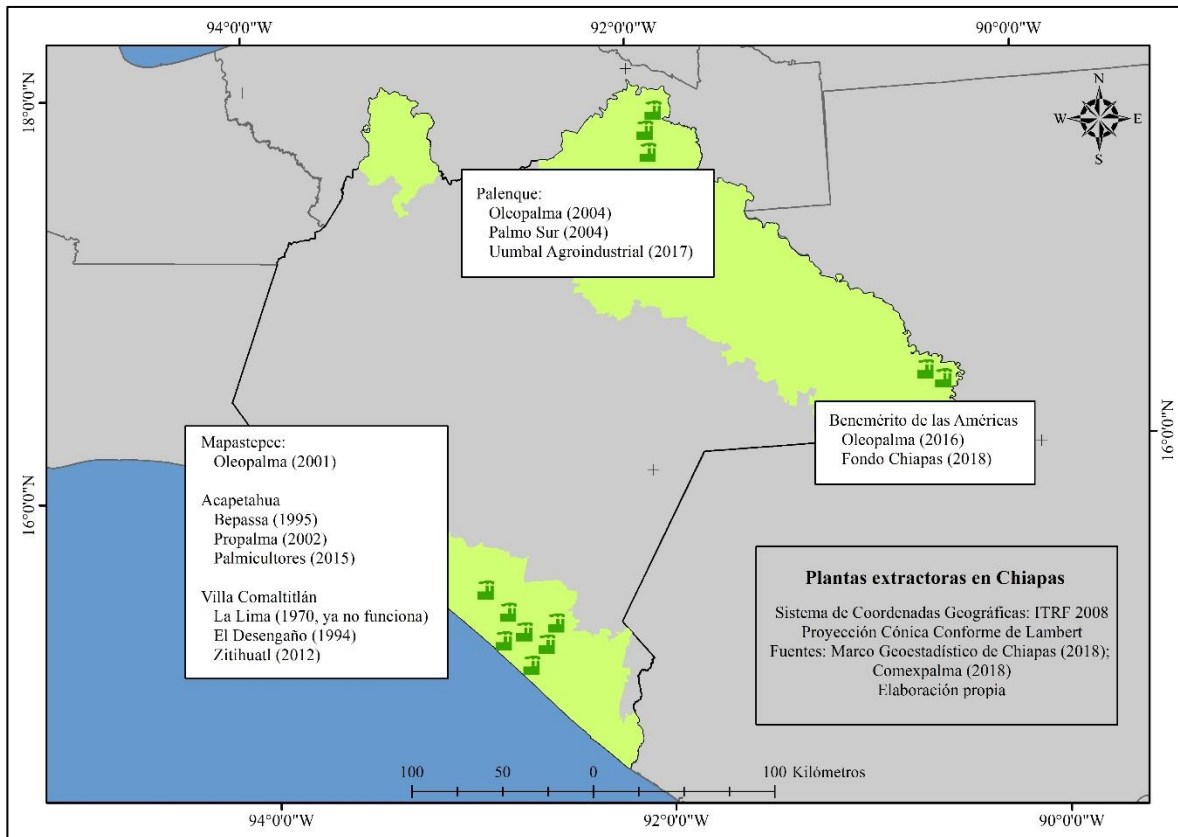 94°0'0"W
92°0'0"W
90°0'0"W
18°0'0"N
N
W
E
S
Palenque:
Oleopalma (2004)
Palmo Sur (2004)
Uumbal Agroindustrial (2017)
Benemérito de las Américas
Oleopalma (2016)
Fondo Chiapas (2018)
16°0'0"N
16°0'0"N
Mapastepec:
Oleopalma (2001)
Acapetahua
Bepassa (1995)
Propalma (2002)
Palmicultores (2015)
Villa Comaltitlán
La Lima (1970, ya no funciona)
El Desengaño (1994)
Zitihuatl (2012)
Plantas extractoras en Chiapas
Sistema de Coordenadas Geográficas: ITRF 2008
Proyección Cónica Conforme de Lambert
Fuentes: Marco Geoestadístico de Chiapas (2018);
Comexpalma (2018)
Elaboración propia
100 50 0 100 Kilómetros
94°0'0"W
92°0'0"W
90°0'0"W